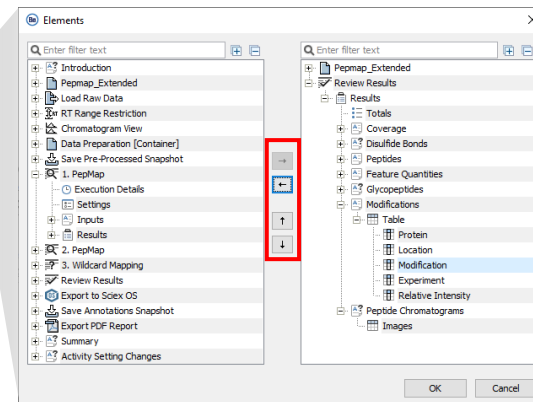 Elements
Enter filter text
Introduction
Pepmap_Extended
Load Raw Data
RT Range Restriction
Chromatogram View
Data Preparation [Container]
Save Pre-Processed Snapshot
1. PepMap
Execution Details
Settings
Inputs
Results
2. PepMap
3. Wildcard Mapping
Review Results
Export to Sciex OS
Save Annotations Snapshot
Export PDF Report
Summary
Activity Setting Changes
Enter filter text
Pepmap_Extended
Review Results
Results
Totals
Coverage
Disulfide Bonds
Peptides
Feature Quantities
Glycopeptides
Modifications
Table
Protein
Location
Modification
Experiment
Relative Intensity
Peptide Chromatograms
Images
OK
Cancel